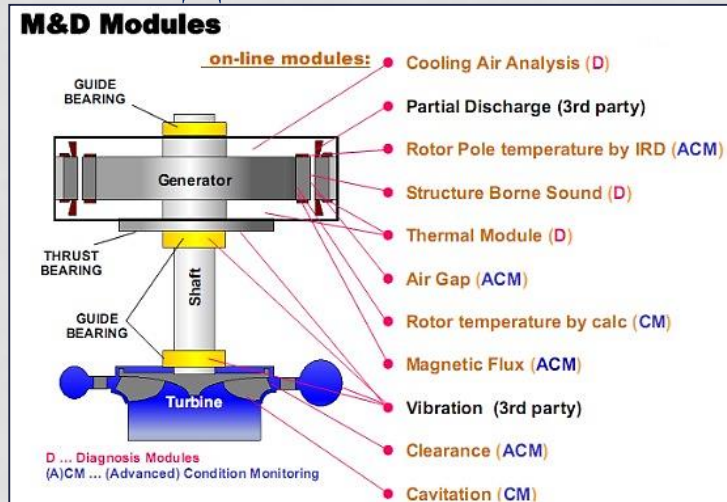 M&D Modules
on-line modules:
Cooling Air Analysis (D)
Partial Discharge (3rd party)
Rotor Pole temperature by IRD (ACM)
Structure Borne Sound (D)
Thermal Module (D)
Air Gap (ACM)
Rotor temperature by calc (CM)
Magnetic Flux (ACM)
Vibration (3rd party)
Clearance (ACM)
Cavitation (CM)
GUIDE
BEARING
Generator
THRUST
BEARING
Shaft
GUIDE
BEARING
Turbine
D ... Diagnosis Modules
(A)CM ... (Advanced) Condition Monitoring